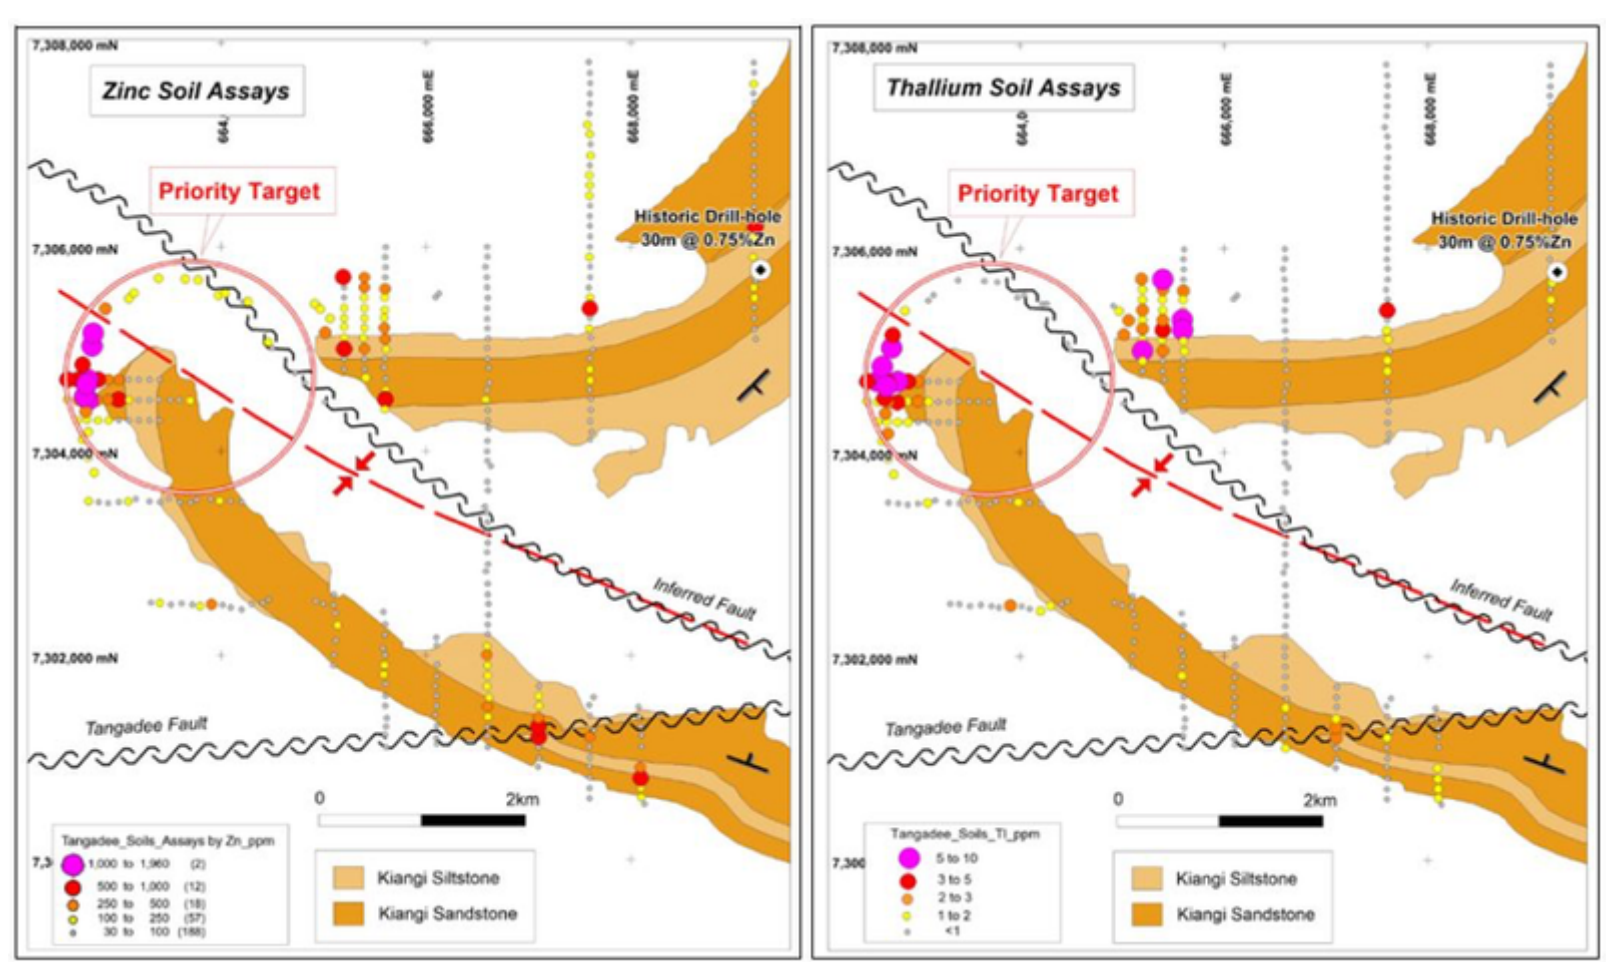 7,308,000 mN
Zinc Soil Assays
664,
666,000 mE
668,000 mE
Priority Target
Historic Drill-hole
30m @ 0.75%Zn
7,306,000 mN
7,304,000 mN
Inferred Fault
7,302,000 mN
Tangadee Fault
0 2km
Tangadee_Soils_Assays by Zn_ppm
1,000 to 1,960 (2)
500 to 1,000 (12)
250 to 500 (18)
100 to 250 (57)
30 to 100 (188)
7,3
Kiangi Siltstone
Kiangi Sandstone
7,308,000 mN
Thallium Soil Assays
664,0
666,000 mE
668,000 mE
Priority Target
Historic Drill-hole
30m @ 0.75%Zn
7,306,000 mN
7,304,000 mN
Inferred Fault
7,302,000 mN
Tangadee Fault
0 2km
Tangadee_Soils_Tl_ppm
5 to 10
3 to 5
2 to 3
1 to 2
<1
7,300
Kiangi Siltstone
Kiangi Sandstone